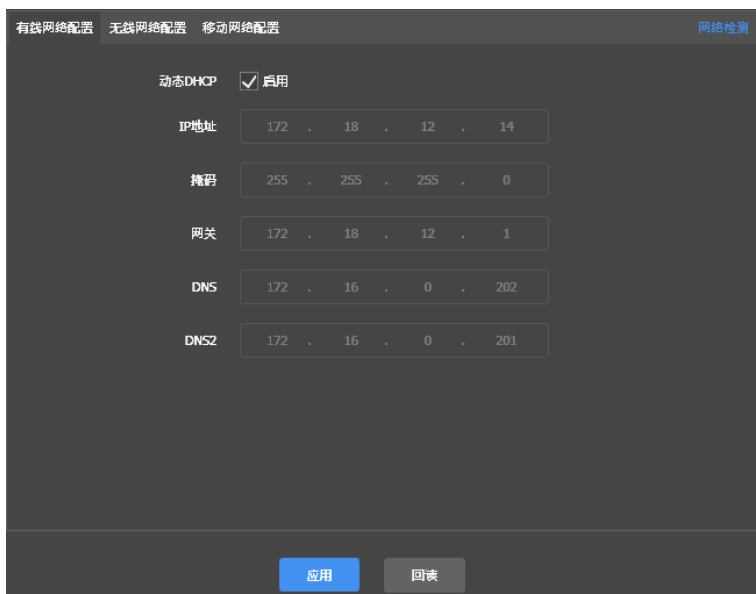 有线网络配置 无线网络配置 移动网络配置 网络检测
动态DHCP 启用
IP地址 172 . 18 . 12 . 14
掩码 255 . 255 . 255 . 0
网关 172 . 18 . 12 . 1
DNS 172 . 16 . 0 . 202
DNS2 172 . 16 . 0 . 201
应用 回读